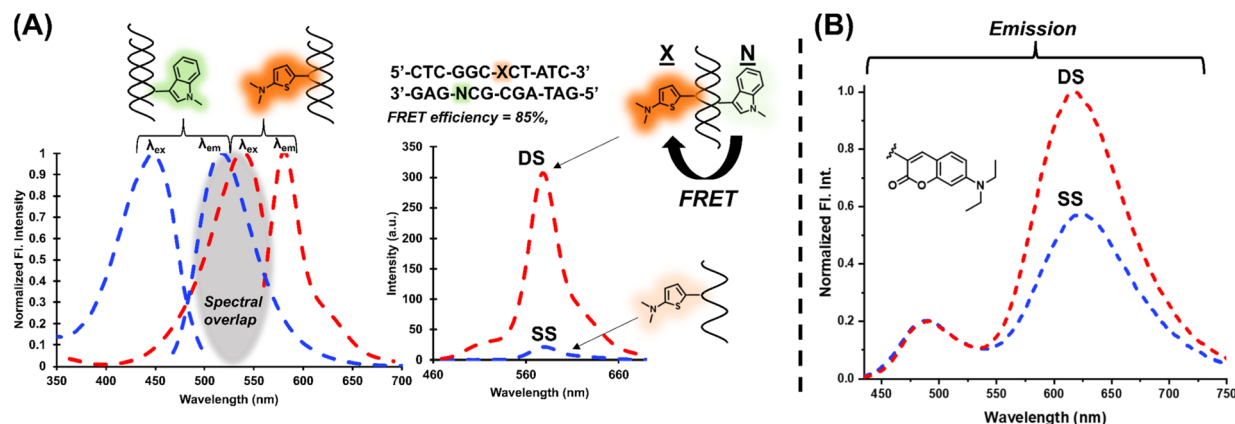 (A)
N
N
S
λex
λem
λex
λem
Normalized Fl. Intensity
1
0.9
0.8
0.7
0.6
0.5
0.4
0.3
0.2
0.1
0
350
450
500
550
600
700
Wavelength (nm)
Spectral
overlap
5’-CTC-GGC-XCT-ATC-3’
3’-GAG-NCG-CGA-TAG-5’
FRET efficiency = 85%,
X
N
N
S
N
FRET
Intensity (a.u.)
350
300
250
200
150
100
50
0
460
560
660
Wavelength (nm)
DS
SS
N
S
(B)
Emission
DS
SS
O
O
N
Normalized Fl. Int.
1.0
0.8
0.6
0.4
0.2
0.0
450
500
550
600
650
700
750
Wavelength (nm)